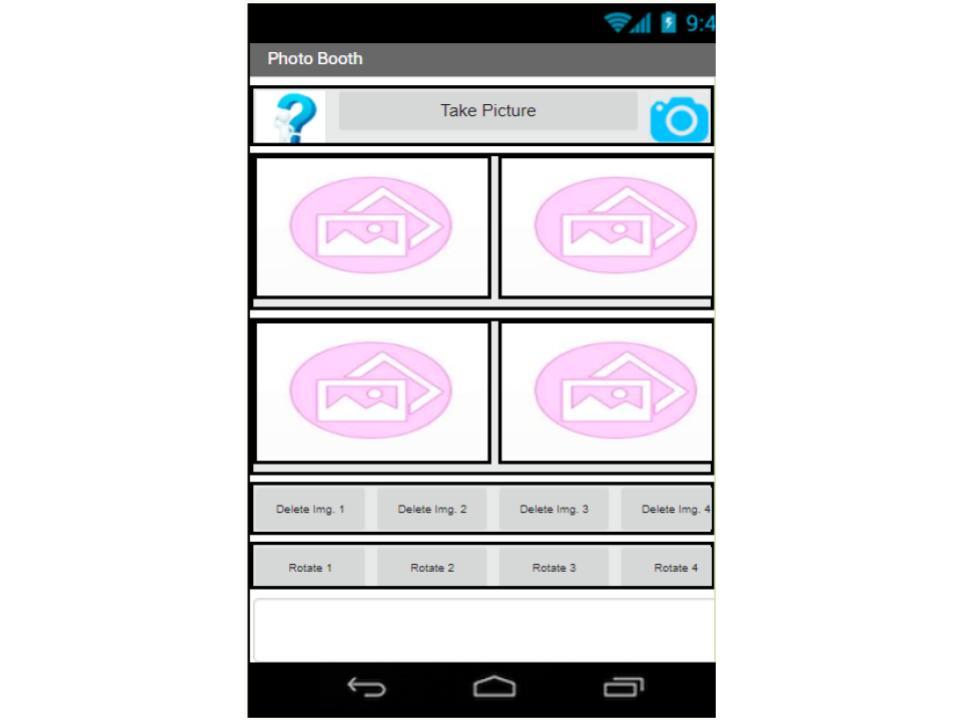 9:4
Photo Booth
Take Picture
Delete Img. 1 Delete Img. 2 Delete Img. 3 Delete Img. 4
Rotate 1 Rotate 2 Rotate 3 Rotate 4